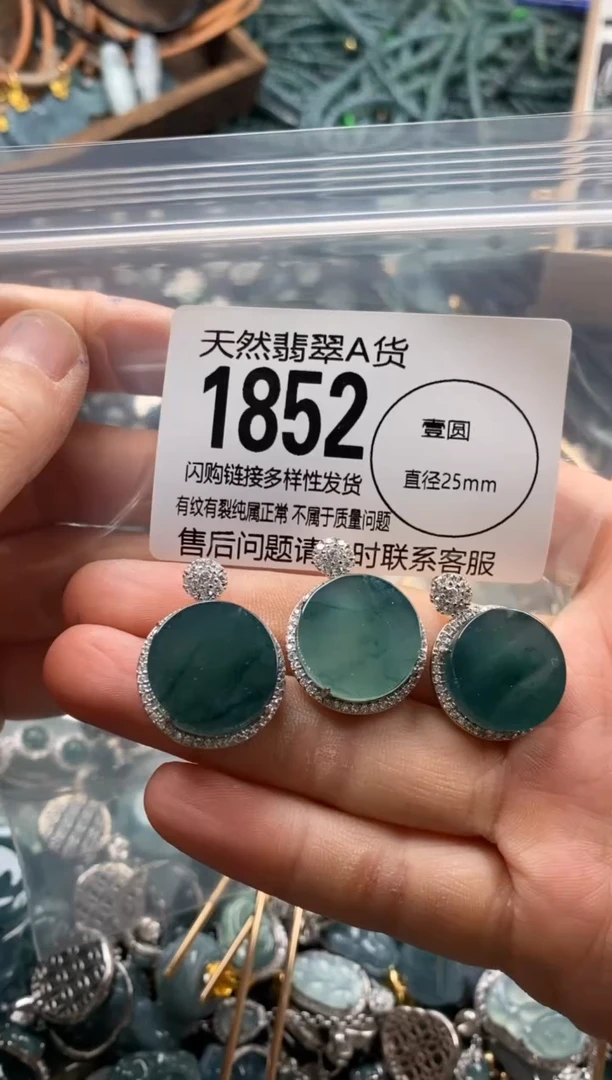 天然翡翠A货
1852
闪购链接多样性发货
有纹有裂纯属正常 不属于质量问题
售后问题请 时联系客服
壹圆
直径25mm